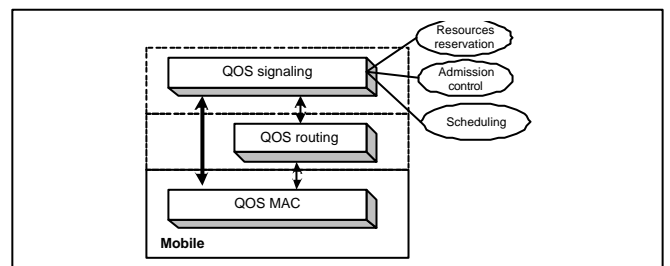 Resources
reservation
QOS signaling
Admission
control
Scheduling
QOS routing
QOS MAC
Mobile